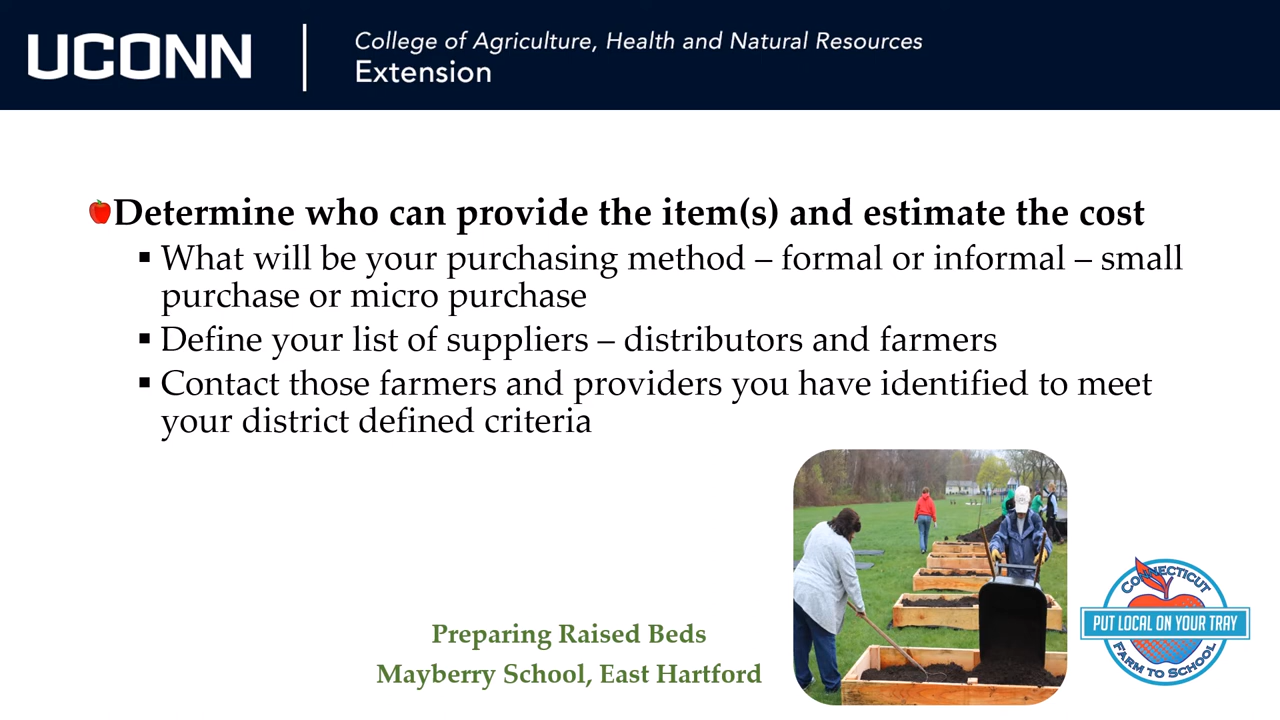 UCONN
College of Agriculture, Health and Natural Resources
Extension
Determine who can provide the item(s) and estimate the cost
▪ What will be your purchasing method – formal or informal – small
purchase or micro purchase
▪ Define your list of suppliers – distributors and farmers
▪ Contact those farmers and providers you have identified to meet
your district defined criteria
Preparing Raised Beds
Mayberry School, East Hartford
CONNECTICUT
PUT LOCAL ON YOUR TRAY
FARM TO SCHOOL